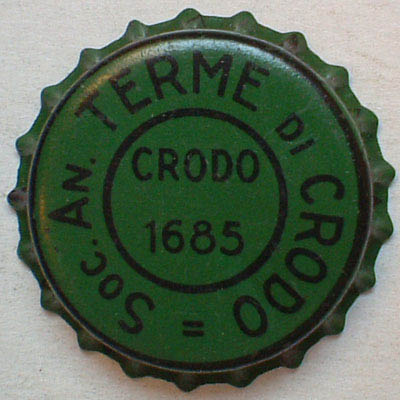 Soc. An. TERME DI CRODO =
CRODO
1685